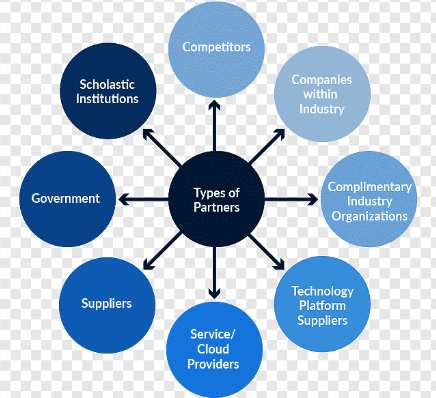 Competitors
Companies
within
Industry
Complimentary
Industry
Organizations
Technology
Platform
Suppliers
Service/
Cloud
Providers
Suppliers
Government
Scholastic
Institutions
Types of
Partners